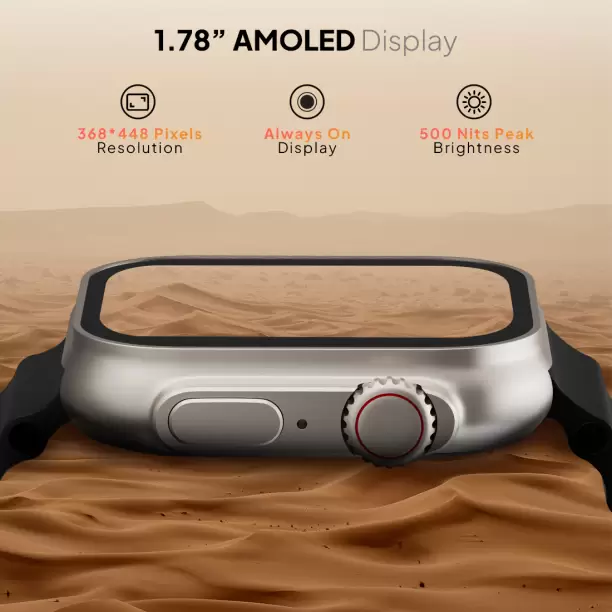 1.78” AMOLED Display
368*448 Pixels
Resolution
Always On
Display
500 Nits Peak
Brightness